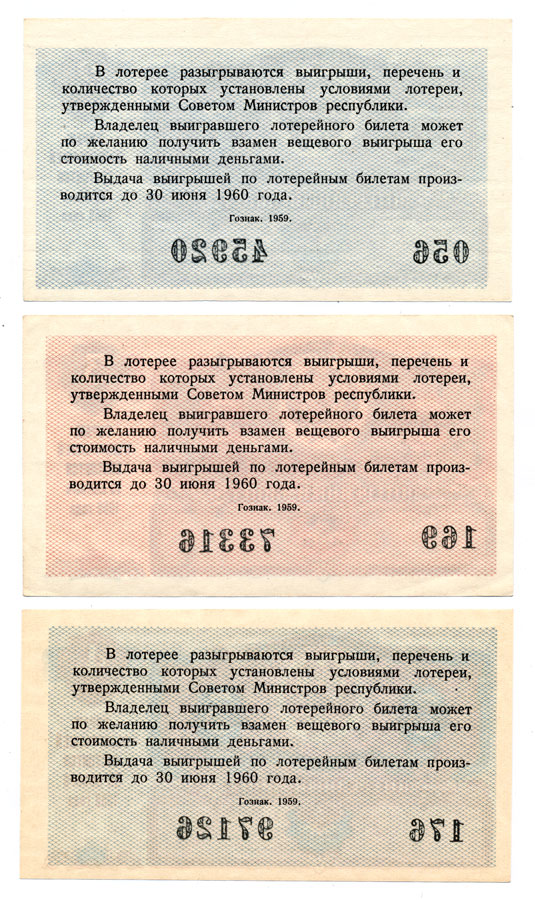 В лотерее разыгрываются выигрыши, перечень и
количество которых установлены условиями лотереи,
утвержденными Советом Министров республики.
Владелец выигравшего лотерейного билета может
по желанию получить взамен вещевого выигрыша его
стоимость наличными деньгами.
Выдача выигрышей по лотерейным билетам произ-
водится до 30 июня 1960 года.
Гознак. 1959.
45920 056
В лотерее разыгрываются выигрыши, перечень и
количество которых установлены условиями лотереи,
утвержденными Советом Министров республики.
Владелец выигравшего лотерейного билета может
по желанию получить взамен вещевого выигрыша его
стоимость наличными деньгами.
Выдача выигрышей по лотерейным билетам произ-
водится до 30 июня 1960 года.
Гознак. 1959.
73316 169
В лотерее разыгрываются выигрыши, перечень и
количество которых установлены условиями лотереи,
утвержденными Советом Министров республики.
Владелец выигравшего лотерейного билета может
по желанию получить взамен вещевого выигрыша его
стоимость наличными деньгами.
Выдача выигрышей по лотерейным билетам произ-
водится до 30 июня 1960 года.
Гознак. 1959.
97126 176